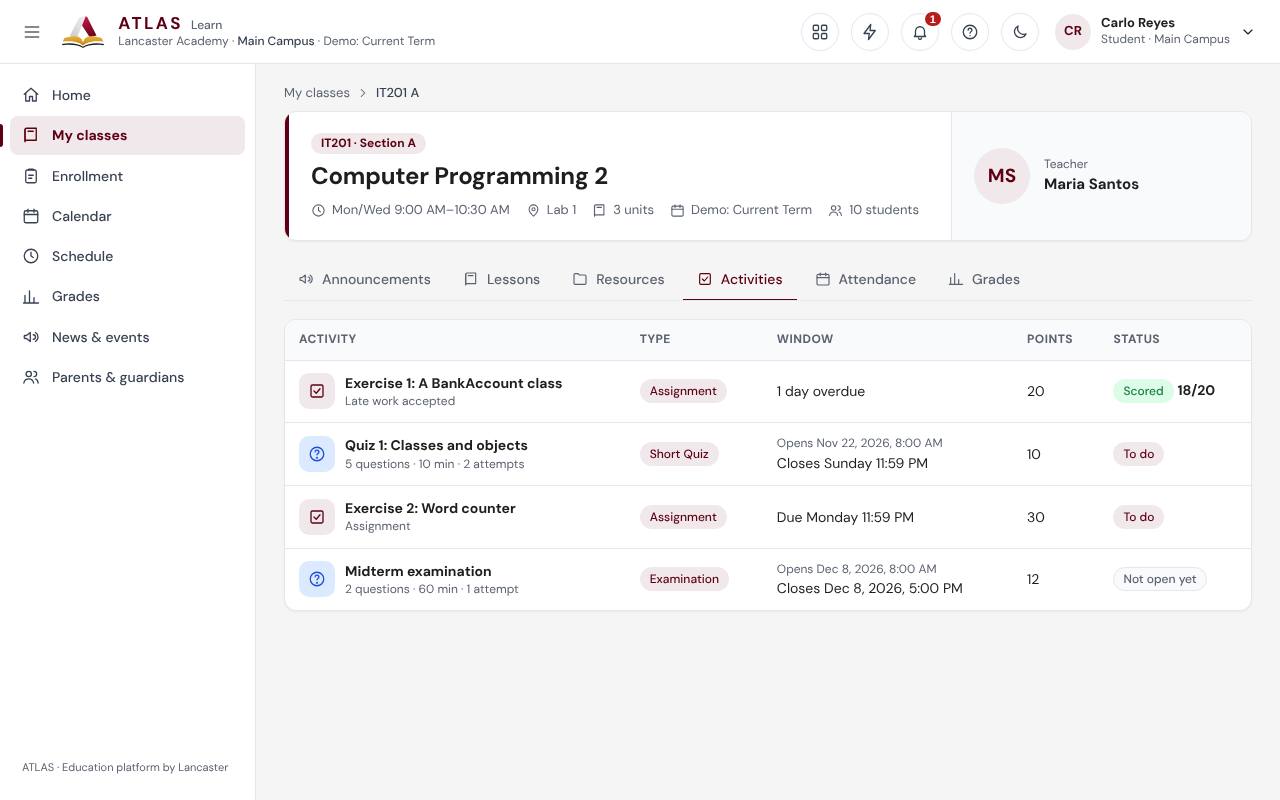 ATLAS Learn
Lancaster Academy · Main Campus · Demo: Current Term
1
CR
Carlo Reyes
Student · Main Campus
Home
My classes
Enrollment
Calendar
Schedule
Grades
News & events
Parents & guardians
ATLAS · Education platform by Lancaster
My classes > IT201 A
IT201 · Section A
Computer Programming 2
Mon/Wed 9:00 AM–10:30 AM Lab 1 3 units Demo: Current Term 10 students
MS
Teacher
Maria Santos
Announcements Lessons Resources Activities Attendance Grades
ACTIVITY TYPE WINDOW POINTS STATUS
Exercise 1: A BankAccount class
Late work accepted
Assignment
1 day overdue
20
Scored 18/20
Quiz 1: Classes and objects
5 questions · 10 min · 2 attempts
Short Quiz
Opens Nov 22, 2026, 8:00 AM
Closes Sunday 11:59 PM
10
To do
Exercise 2: Word counter
Assignment
Assignment
Due Monday 11:59 PM
30
To do
Midterm examination
2 questions · 60 min · 1 attempt
Examination
Opens Dec 8, 2026, 8:00 AM
Closes Dec 8, 2026, 5:00 PM
12
Not open yet